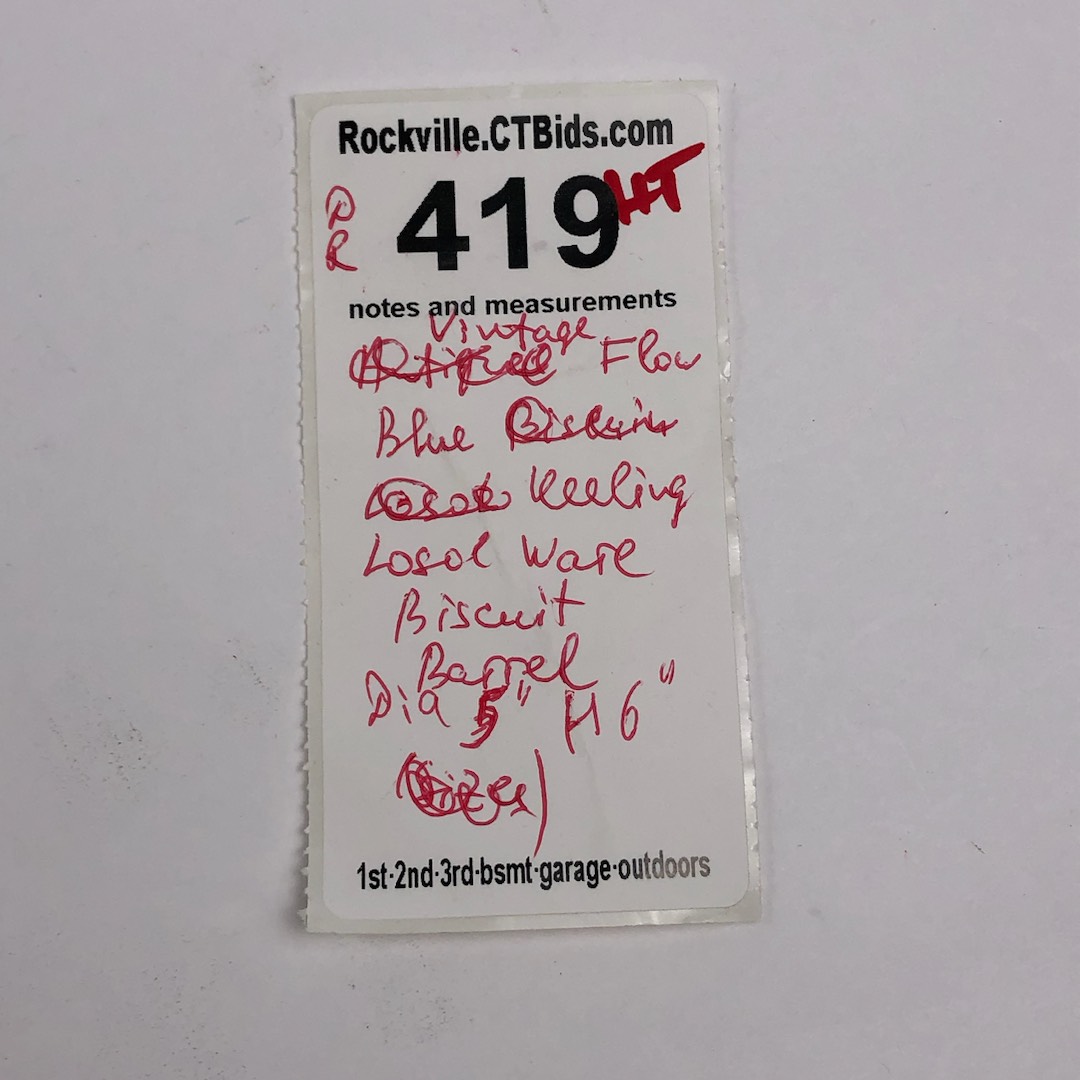 Rockville.CTBids.com
D 419 HT
R
notes and measurements
Vintage
Antique Flow
Blue
Keeling
Losol Ware
Biscuit
Barrel
Dia 5" H 6"
1st·2nd·3rd·bsmt·garage·outdoors